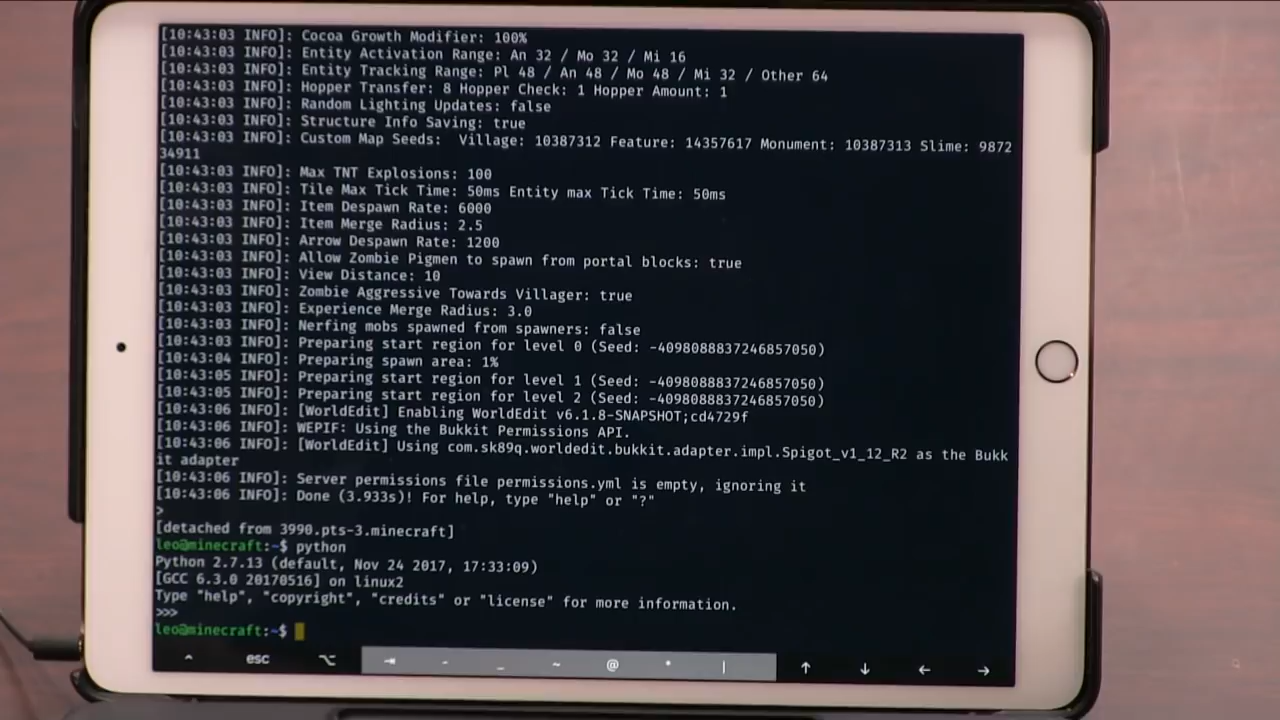 [10:43:03 INFO]: Cocoa Growth Modifier: 100%
[10:43:03 INFO]: Entity Activation Range: An 32 / Mo 32 / Mi 16
[10:43:03 INFO]: Entity Tracking Range: Pl 48 / An 48 / Mo 48 / Mi 32 / Other 64
[10:43:03 INFO]: Hopper Transfer: 8 Hopper Check: 1 Hopper Amount: 1
[10:43:03 INFO]: Random Lighting Updates: false
[10:43:03 INFO]: Structure Info Saving: true
[10:43:03 INFO]: Custom Map Seeds:  Village: 10387312 Feature: 14357617 Monument: 10387313 Slime: 9872
34911
[10:43:03 INFO]: Max TNT Explosions: 100
[10:43:03 INFO]: Tile Max Tick Time: 50ms Entity max Tick Time: 50ms
[10:43:03 INFO]: Item Despawn Rate: 6000
[10:43:03 INFO]: Item Merge Radius: 2.5
[10:43:03 INFO]: Arrow Despawn Rate: 1200
[10:43:03 INFO]: Allow Zombie Pigmen to spawn from portal blocks: true
[10:43:03 INFO]: View Distance: 10
[10:43:03 INFO]: Zombie Aggressive Towards Villager: true
[10:43:03 INFO]: Experience Merge Radius: 3.0
[10:43:03 INFO]: Nerfing mobs spawned from spawners: false
[10:43:03 INFO]: Preparing start region for level 0 (Seed: -4098088837246857050)
[10:43:04 INFO]: Preparing spawn area: 1%
[10:43:05 INFO]: Preparing start region for level 1 (Seed: -4098088837246857050)
[10:43:05 INFO]: Preparing start region for level 2 (Seed: -4098088837246857050)
[10:43:06 INFO]: [WorldEdit] Enabling WorldEdit v6.1.8-SNAPSHOT;cd4729f
[10:43:06 INFO]: WEPIF: Using the Bukkit Permissions API.
[10:43:06 INFO]: [WorldEdit] Using com.sk89q.worldedit.bukkit.adapter.impl.Spigot_v1_12_R2 as the Bukk
it adapter
[10:43:06 INFO]: Server permissions file permissions.yml is empty, ignoring it
[10:43:06 INFO]: Done (3.933s)! For help, type "help" or "?"
>
[detached from 3990.pts-3.minecraft]
leo@minecraft:~$ python
Python 2.7.13 (default, Nov 24 2017, 17:33:09)
[GCC 6.3.0 20170516] on linux2
Type "help", "copyright", "credits" or "license" for more information.
>>>
leo@minecraft:~$
^ esc ⌥ ⇥ - _ ~ @ * | ↑ ↓ ← →